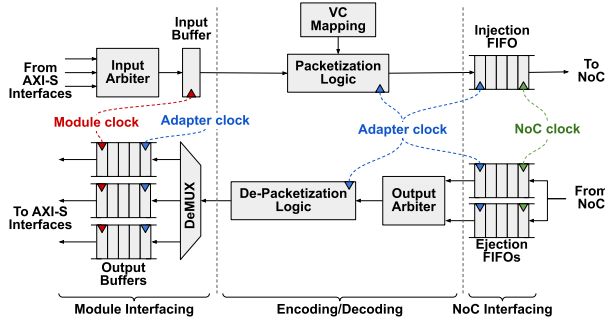 Input
Buffer
VC
Mapping
Injection
FIFO
From
AXI-S
Interfaces
Input
Arbiter
Packetization
Logic
To
NoC
Module clock
Adapter clock
Adapter clock
NoC clock
To AXI-S
Interfaces
DeMUX
De-Packetization
Logic
Output
Arbiter
From
NoC
Output
Buffers
Ejection
FIFOs
Module Interfacing
Encoding/Decoding
NoC Interfacing